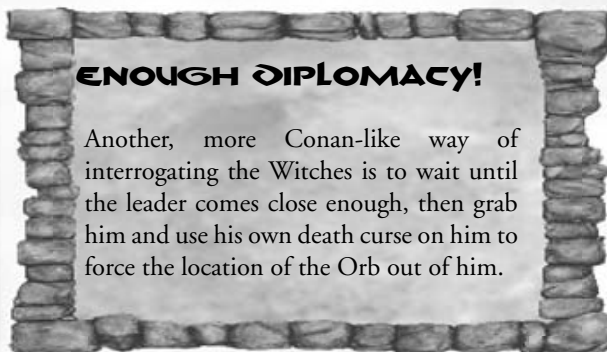 ENOUGH DIPLOMACY!
Another, more Conan-like way of
interrogating the Witches is to wait until
the leader comes close enough, then grab
him and use his own death curse on him to
force the location of the Orb out of him.